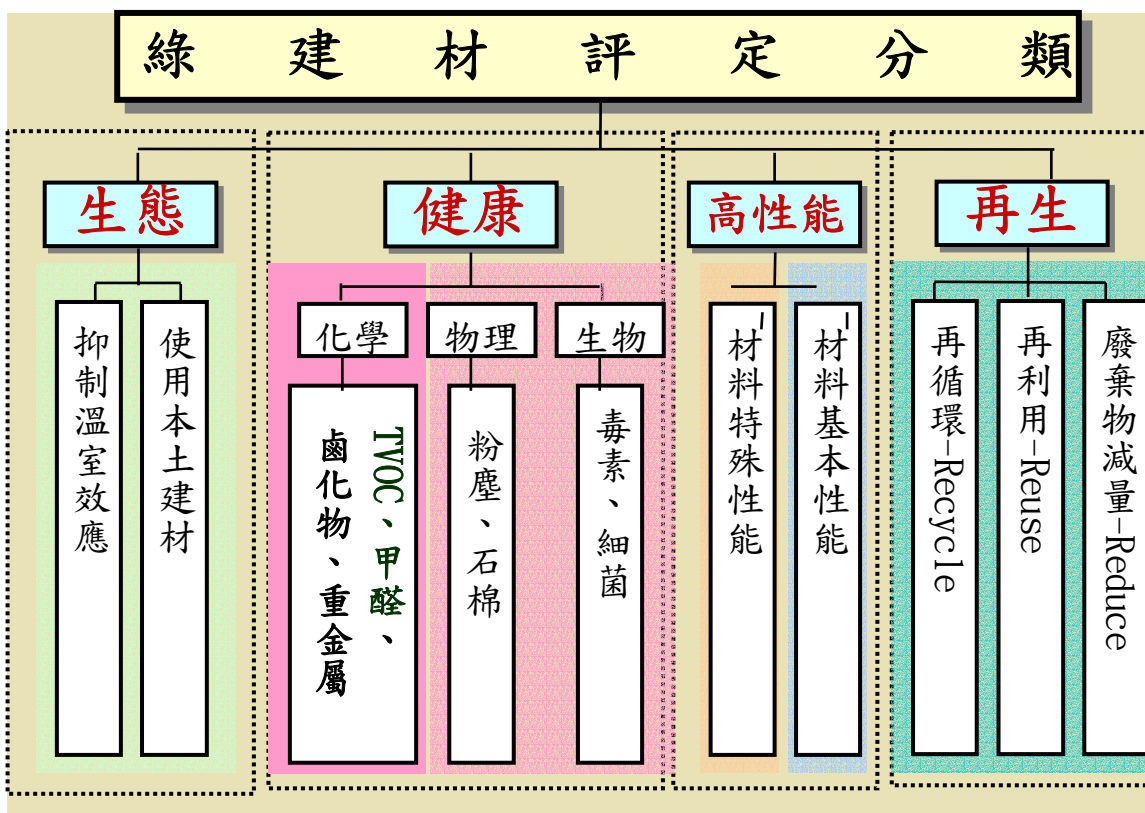 綠建材評定分類
生態
健康
高性能
再生
抑制溫室效應
使用本土建材
化學
物理
生物
TVOC、甲醛、
鹵化物、重金屬
粉塵、石棉
毒素、細菌
材料特殊性能
材料基本性能
再循環-Recycle
再利用-Reuse
廢棄物減量-Reduce